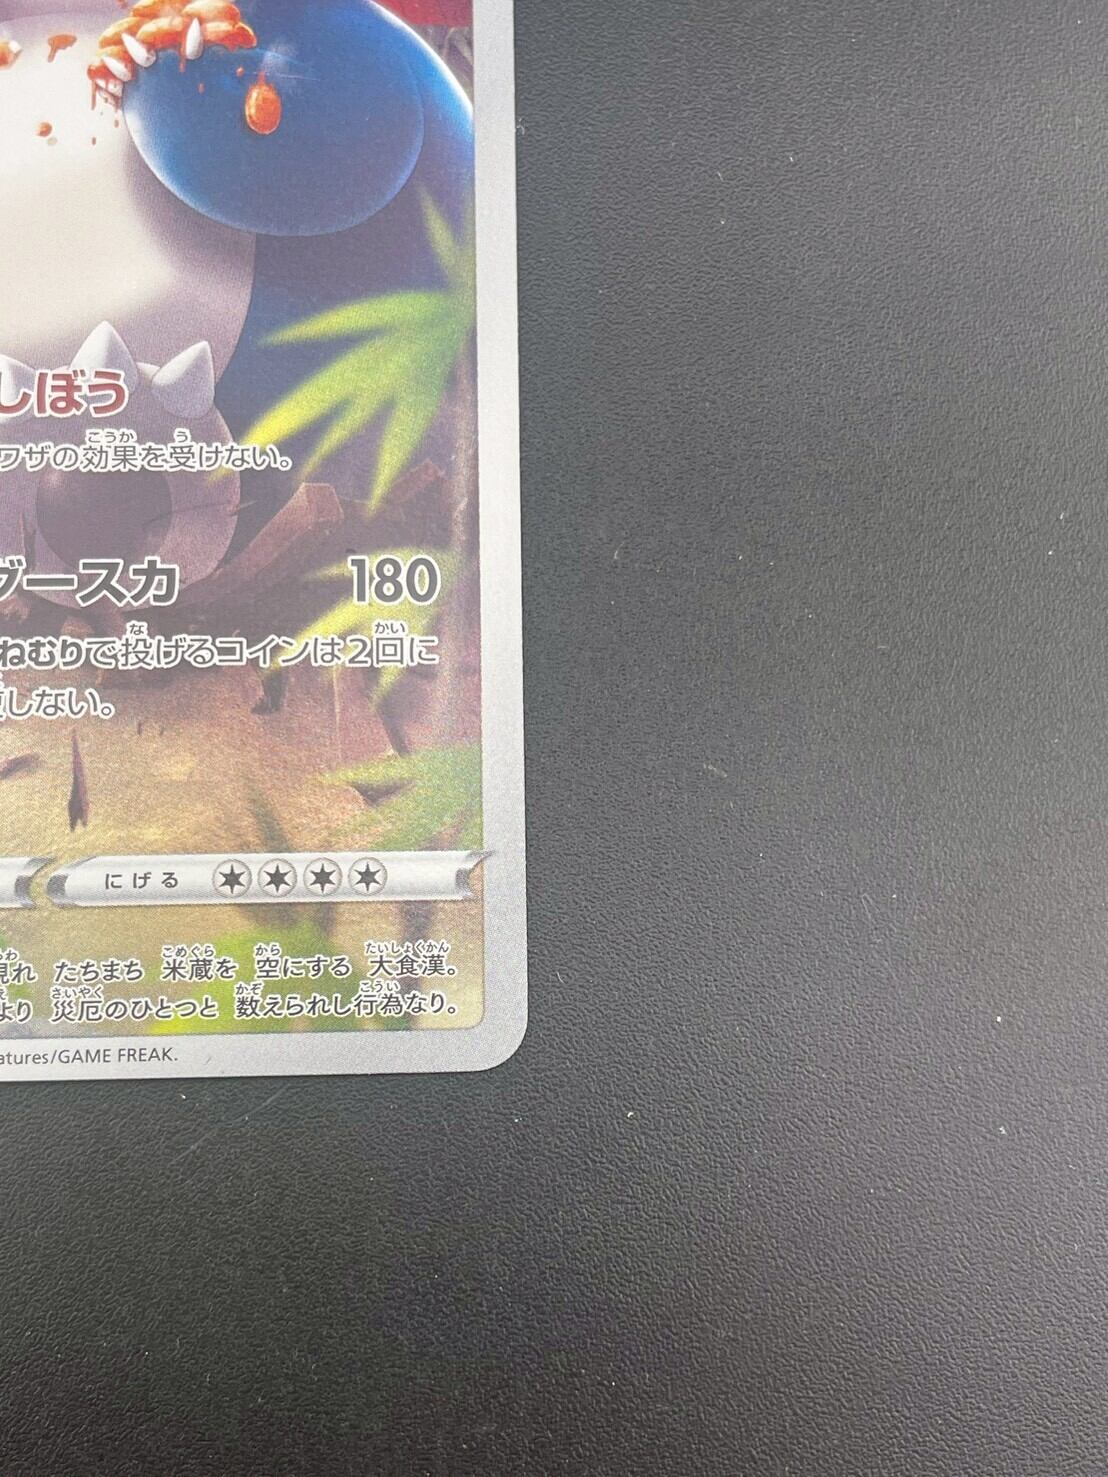 しぼう
ワザの効果を受けない。
グースカ 180
ねむりで投げるコインは2回に
しない。
にげる
現れ たちまち 米蔵を 空にする 大食漢。
より 災厄のひとつと 数えられし行為なり。
atures/GAME FREAK.